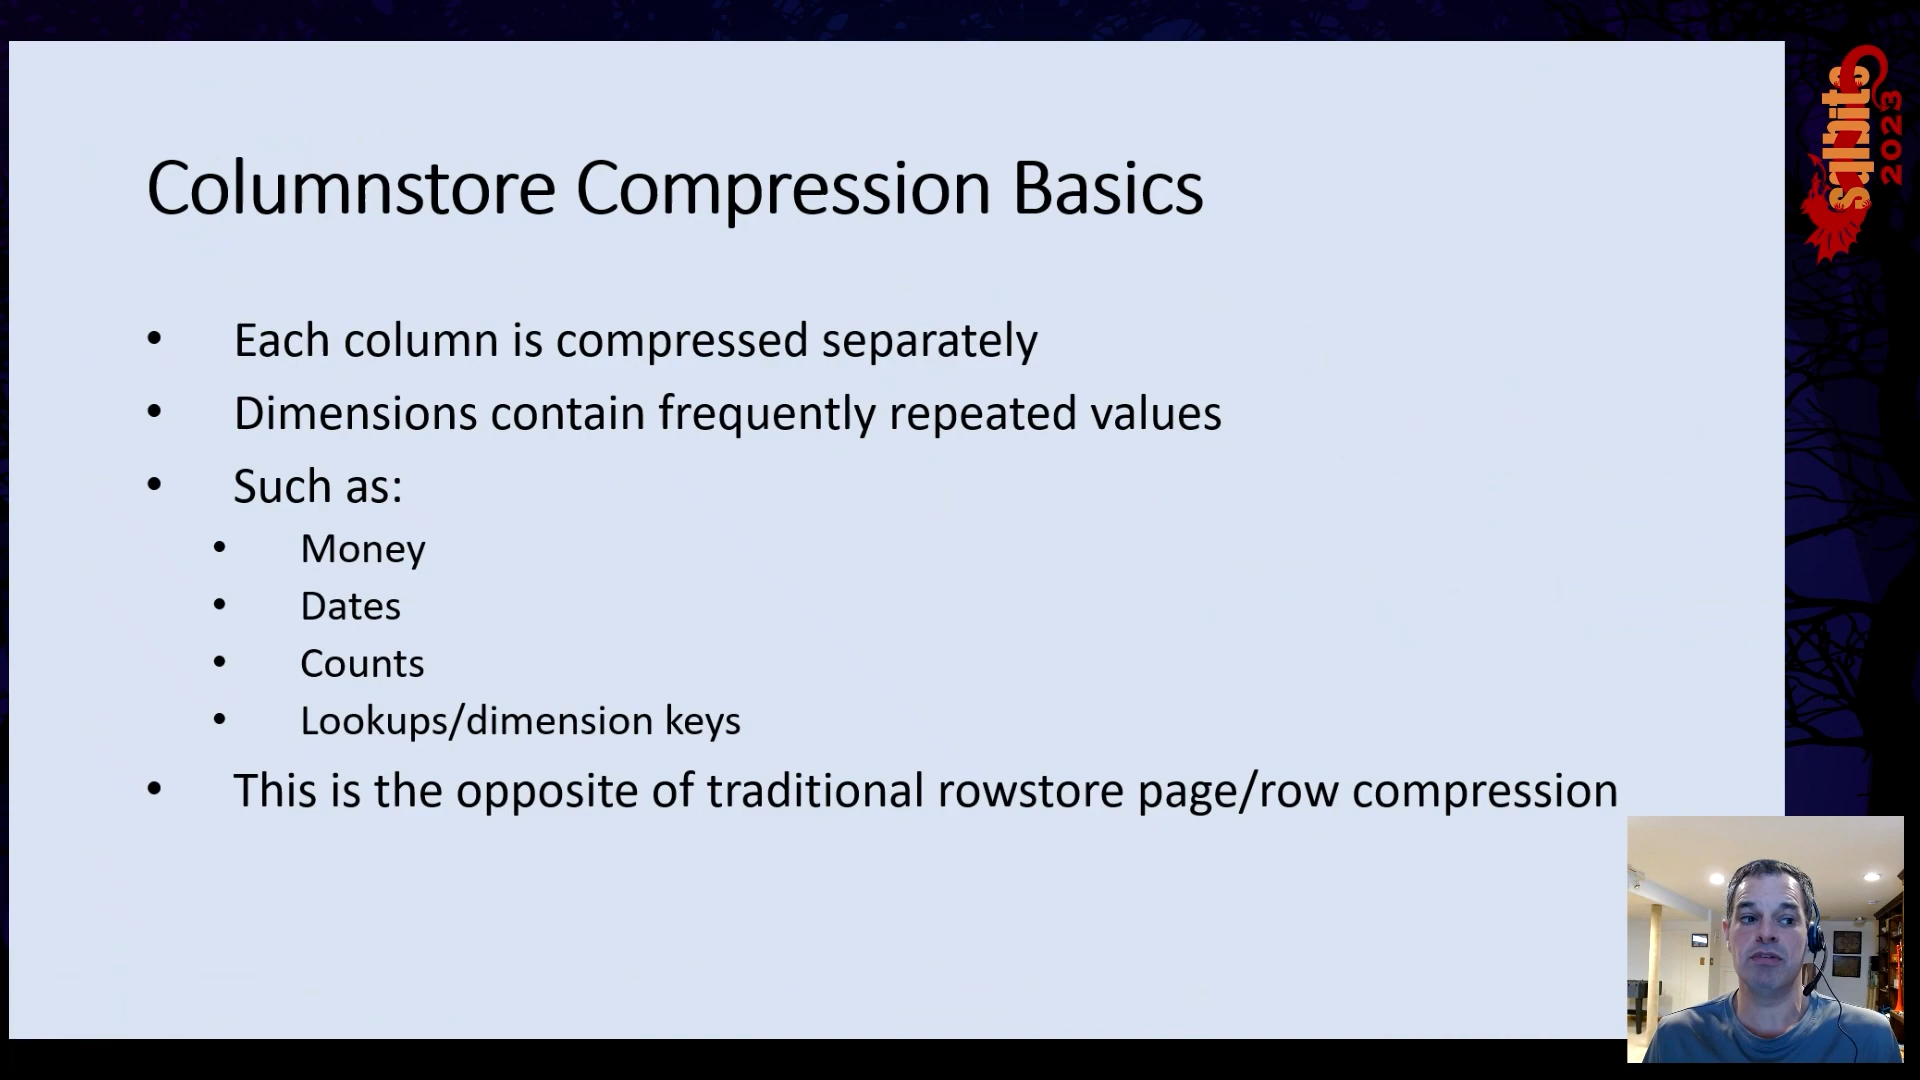 Columnstore Compression Basics
• Each column is compressed separately
• Dimensions contain frequently repeated values
• Such as:
• Money
• Dates
• Counts
• Lookups/dimension keys
• This is the opposite of traditional rowstore page/row compression
sqlbits
2023